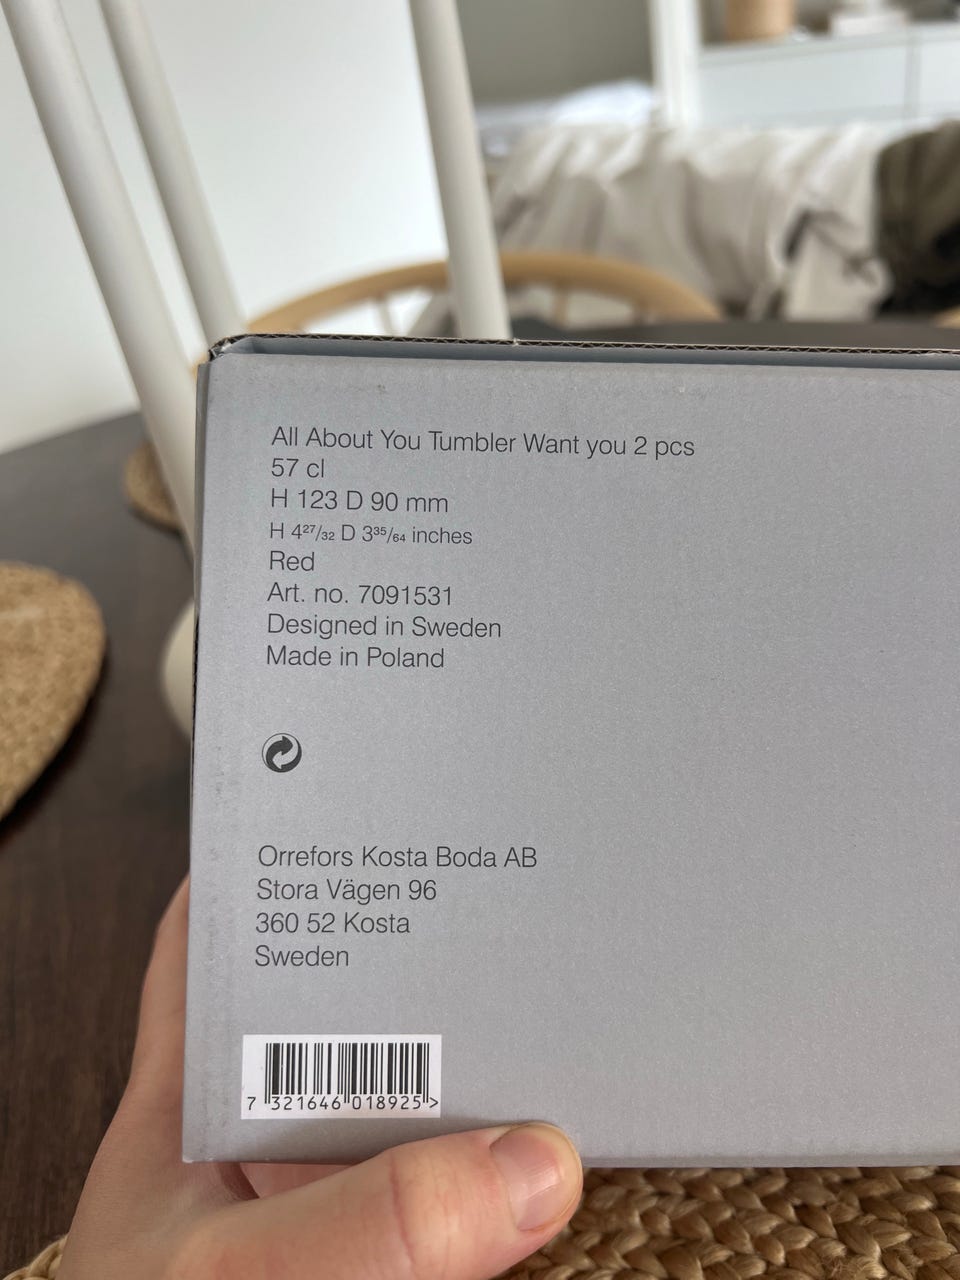 All About You Tumbler Want you 2 pcs
57 cl
H 123 D 90 mm
H 4²⁷/₃₂ D 3³⁵/₆₄ inches
Red
Art. no. 7091531
Designed in Sweden
Made in Poland
Orrefors Kosta Boda AB
Stora Vägen 96
360 52 Kosta
Sweden
7 321646 018925 >